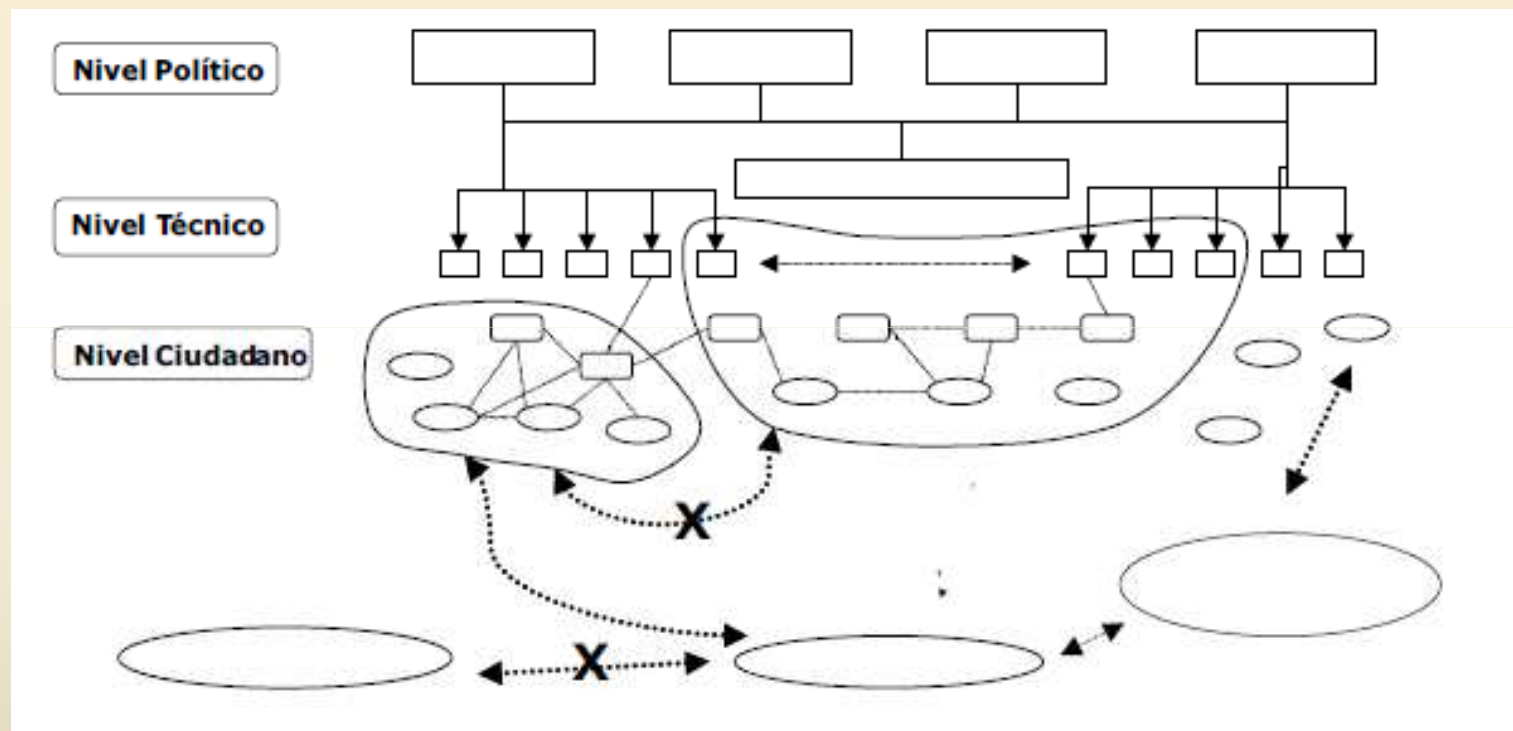 Nivel Político
Nivel Técnico
Nivel Ciudadano
X
X